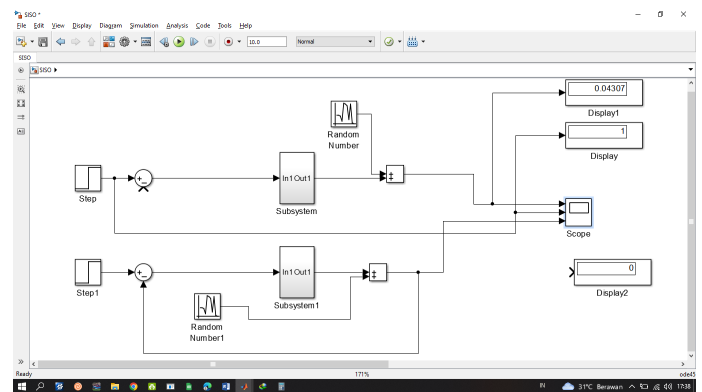 SISO *
File Edit View Display Diagram Simulation Analysis Code Tools Help
10.0 Normal
SISO
SISO
0.04307
Display1
Random
Number
1
Display
Step
In1 Out1
Subsystem
Scope
Step1
In1 Out1
Subsystem1
0
Display2
Random
Number1
Ready 171% ode45
IN 31°C Berawan 17:38